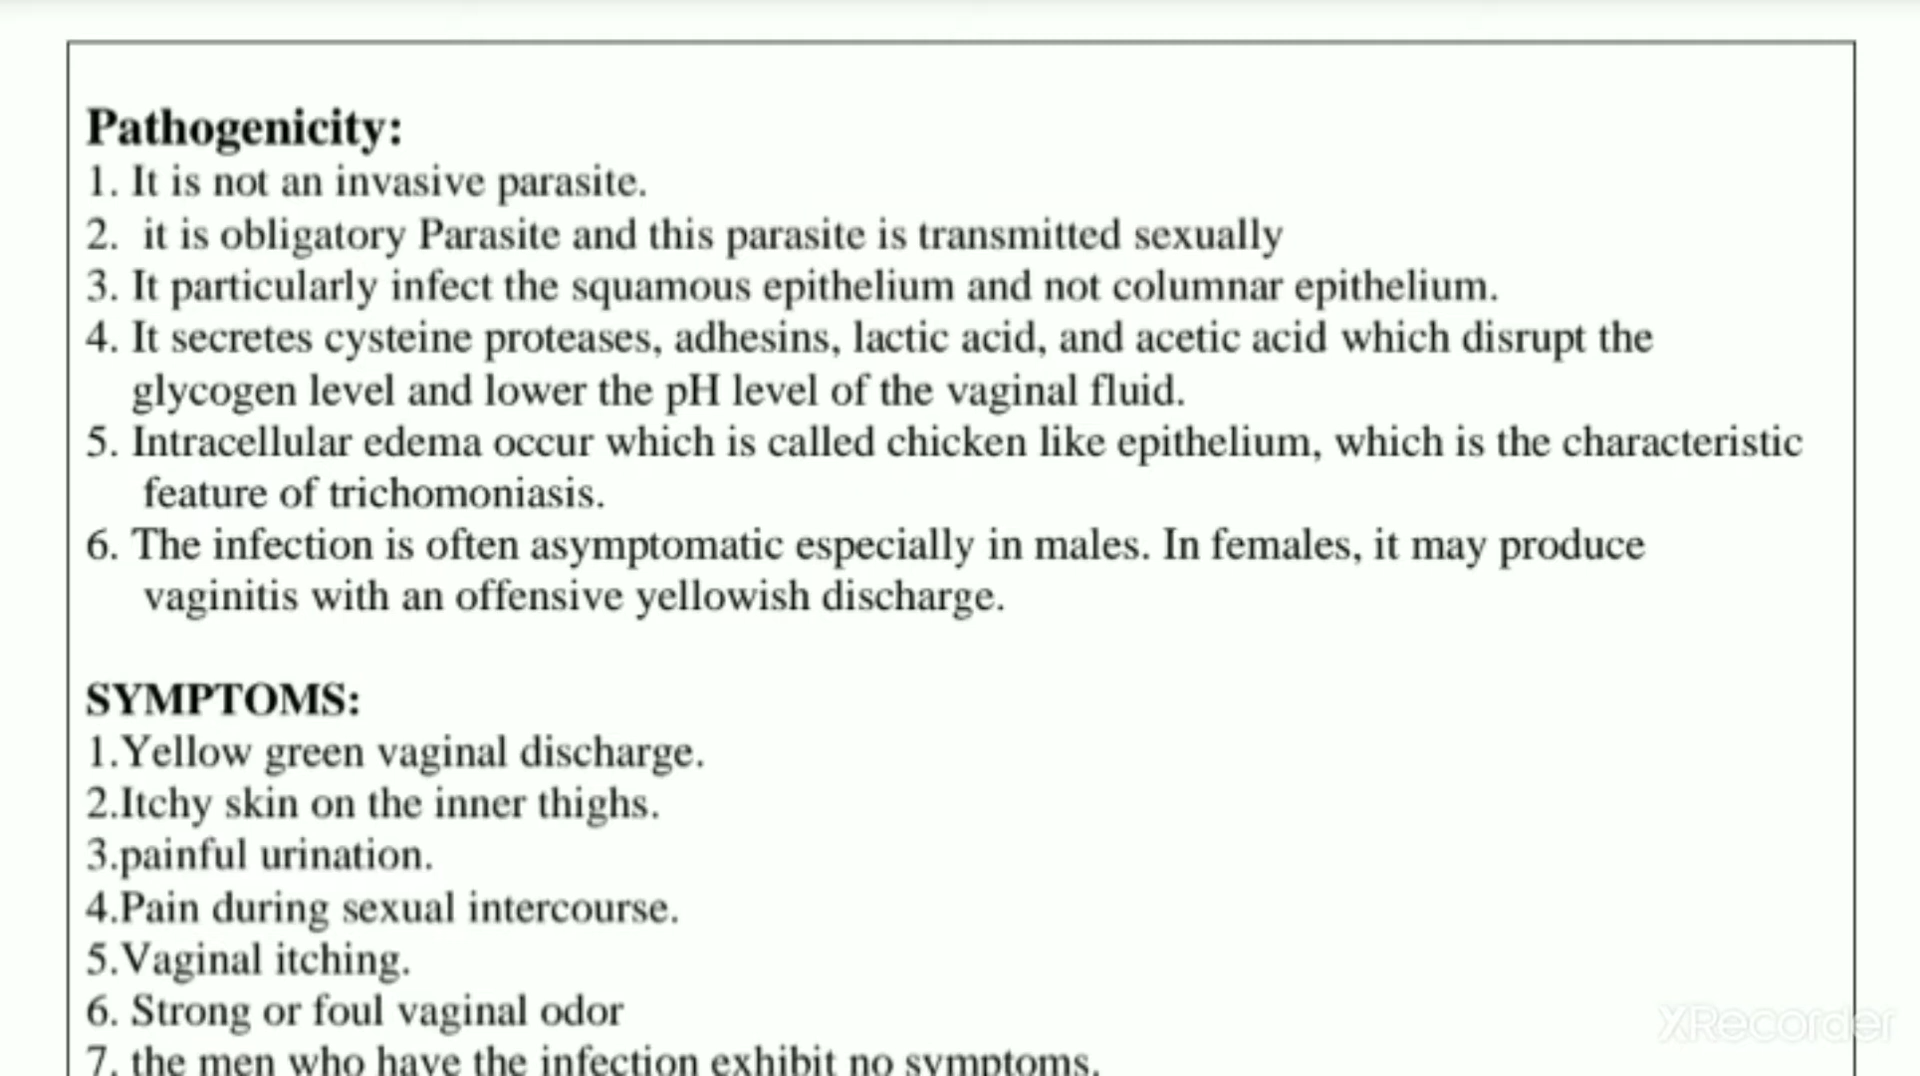 Pathogenicity:
1. It is not an invasive parasite.
2. it is obligatory Parasite and this parasite is transmitted sexually
3. It particularly infect the squamous epithelium and not columnar epithelium.
4. It secretes cysteine proteases, adhesins, lactic acid, and acetic acid which disrupt the
glycogen level and lower the pH level of the vaginal fluid.
5. Intracellular edema occur which is called chicken like epithelium, which is the characteristic
feature of trichomoniasis.
6. The infection is often asymptomatic especially in males. In females, it may produce
vaginitis with an offensive yellowish discharge.
SYMPTOMS:
1.Yellow green vaginal discharge.
2.Itchy skin on the inner thighs.
3.painful urination.
4.Pain during sexual intercourse.
5.Vaginal itching.
6. Strong or foul vaginal odor
7. the men who have the infection exhibit no symptoms.
XRecorder